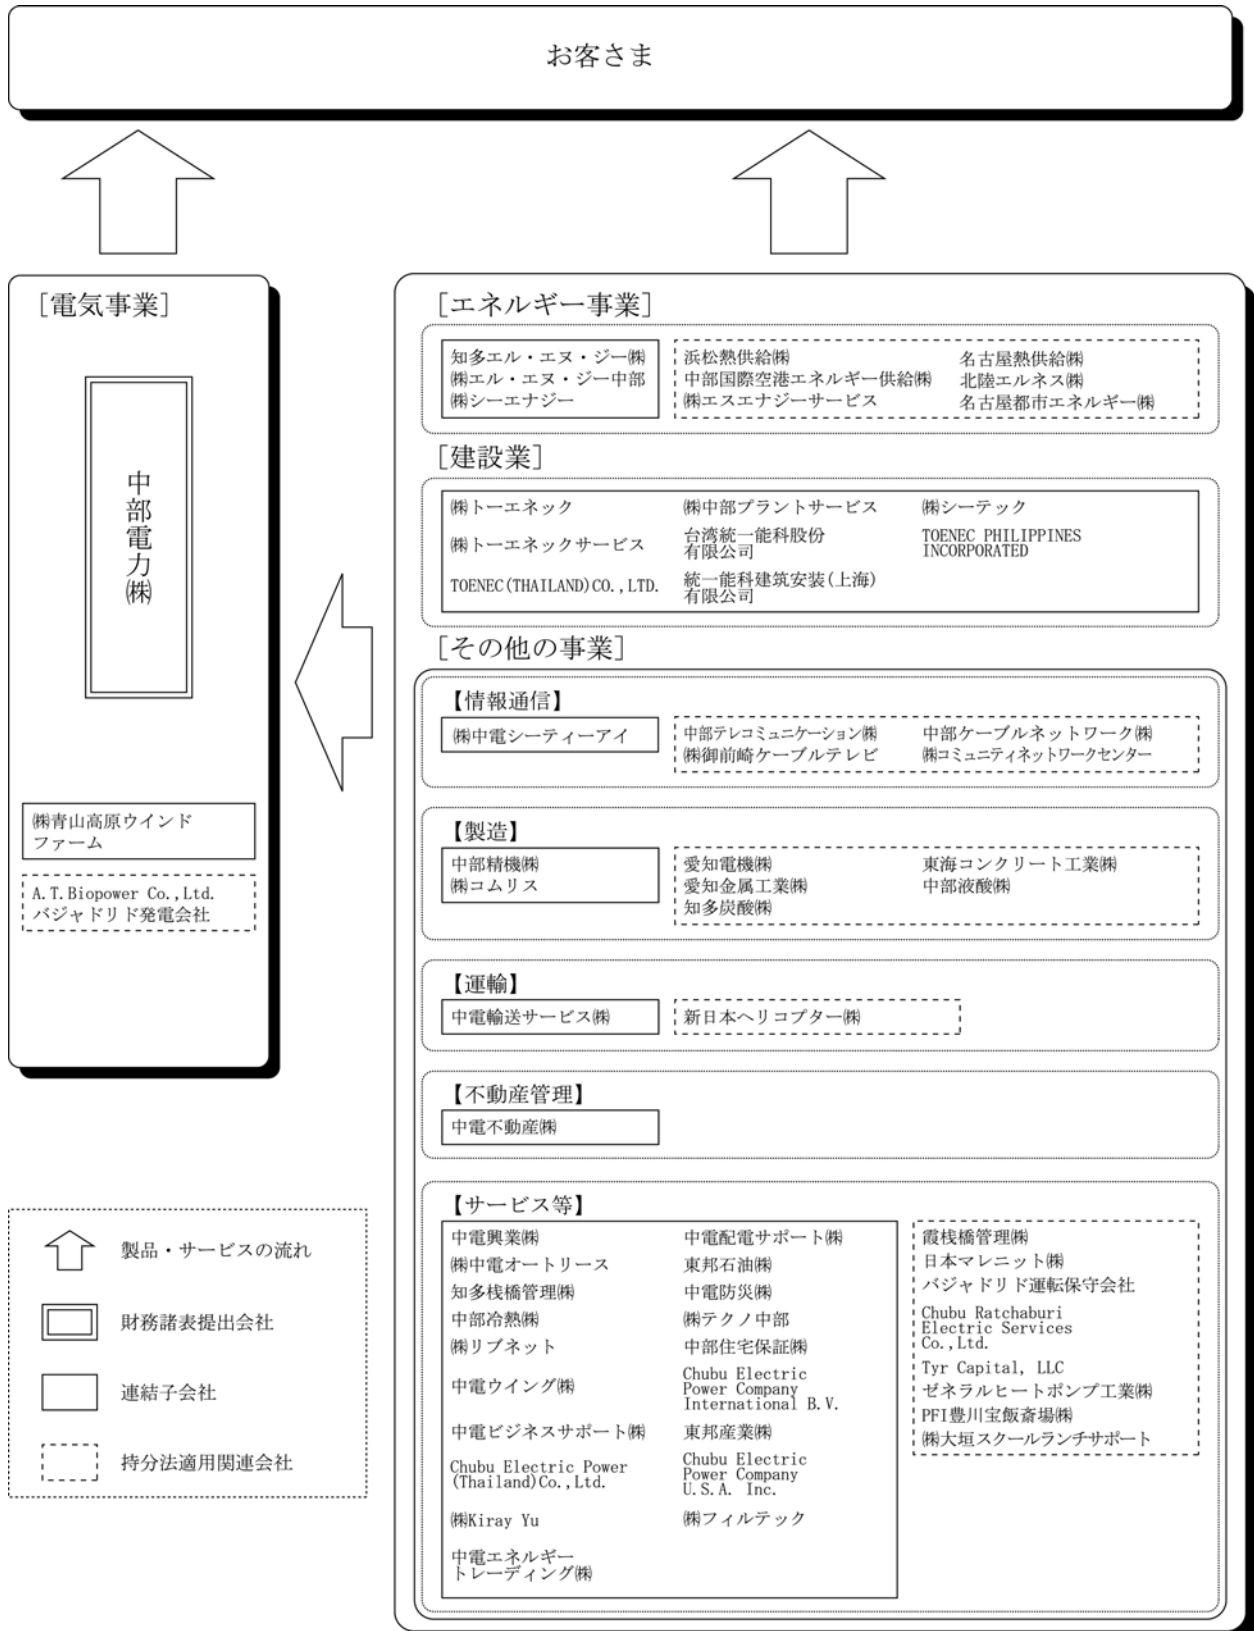 お客さま
[電気事業]
中部電力㈱
㈱青山高原ウインド
ファーム
A.T.Biopower Co.,Ltd.
バジャドリド発電会社
[エネルギー事業]
知多エル・エヌ・ジー㈱
㈱エル・エヌ・ジー中部
㈱シーエナジー
浜松熱供給㈱
中部国際空港エネルギー供給㈱
㈱エスエナジーサービス
名古屋熱供給㈱
北陸エルネス㈱
名古屋都市エネルギー㈱
[建設業]
㈱トーエネック
㈱中部プラントサービス
㈱シーテック
㈱トーエネックサービス
台湾統一能科股份
有限公司
TOENEC PHILIPPINES
INCORPORATED
TOENEC(THAILAND)CO.,LTD.
統一能科建筑安装(上海)
有限公司
[その他の事業]
【情報通信】
㈱中電シーティーアイ
中部テレコミュニケーション㈱
㈱御前崎ケーブルテレビ
中部ケーブルネットワーク㈱
㈱コミュニティネットワークセンター
【製造】
中部精機㈱
㈱コムリス
愛知電機㈱
愛知金属工業㈱
知多炭酸㈱
東海コンクリート工業㈱
中部液酸㈱
【運輸】
中電輸送サービス㈱
新日本ヘリコプター㈱
【不動産管理】
中電不動産㈱
【サービス等】
中電興業㈱
㈱中電オートリース
知多桟橋管理㈱
中部冷熱㈱
㈱リブネット
中電ウイング㈱
中電ビジネスサポート㈱
Chubu Electric Power
(Thailand)Co.,Ltd.
㈱Kiray Yu
中電エネルギー
トレーディング㈱
中電配電サポート㈱
東邦石油㈱
中電防災㈱
㈱テクノ中部
中部住宅保証㈱
Chubu Electric
Power Company
International B.V.
東邦産業㈱
Chubu Electric
Power Company
U.S.A. Inc.
㈱フィルテック
霞桟橋管理㈱
日本マレニット㈱
バジャドリド運転保守会社
Chubu Ratchaburi
Electric Services
Co.,Ltd.
Tyr Capital, LLC
ゼネラルヒートポンプ工業㈱
PFI豊川宝飯斎場㈱
㈱大垣スクールランチサポート
製品・サービスの流れ
財務諸表提出会社
連結子会社
持分法適用関連会社